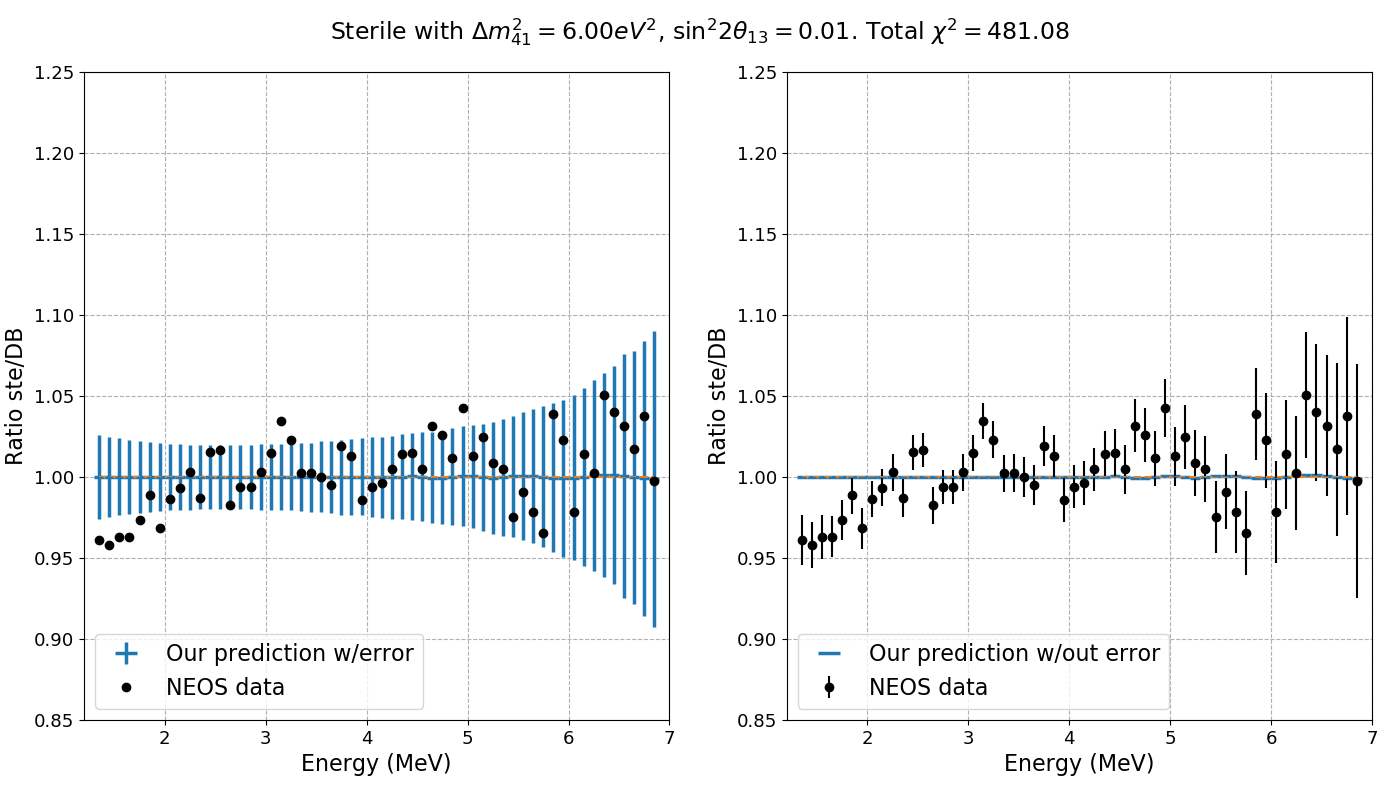 Sterile with Δm²₄₁ = 6.00eV², sin²2θ₁₃ = 0.01. Total χ² = 481.08
Ratio ste/DB
1.25
1.20
1.15
1.10
1.05
1.00
0.95
0.90
0.85
Our prediction w/error
NEOS data
2 3 4 5 6 7
Energy (MeV)
Ratio ste/DB
1.25
1.20
1.15
1.10
1.05
1.00
0.95
0.90
0.85
Our prediction w/out error
NEOS data
2 3 4 5 6 7
Energy (MeV)